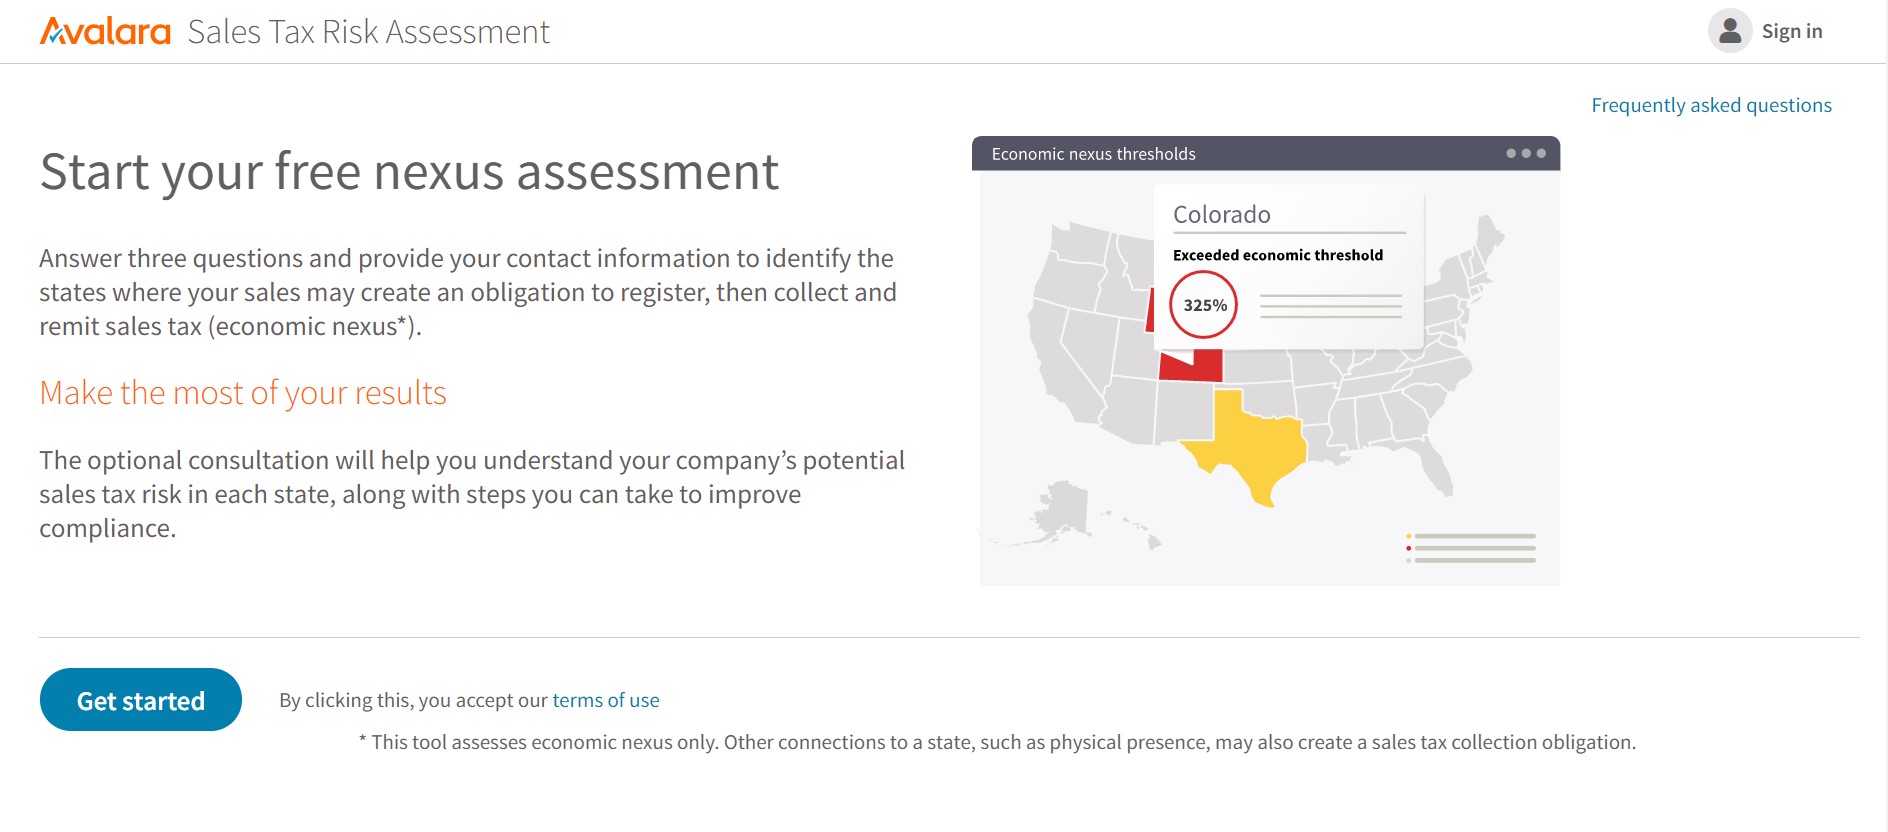 Avalara Sales Tax Risk Assessment
Sign in
Frequently asked questions
Start your free nexus assessment
Answer three questions and provide your contact information to identify the
states where your sales may create an obligation to register, then collect and
remit sales tax (economic nexus*).
Make the most of your results
The optional consultation will help you understand your company’s potential
sales tax risk in each state, along with steps you can take to improve
compliance.
Economic nexus thresholds
Colorado
Exceeded economic threshold
325%
Get started
By clicking this, you accept our terms of use
* This tool assesses economic nexus only. Other connections to a state, such as physical presence, may also create a sales tax collection obligation.